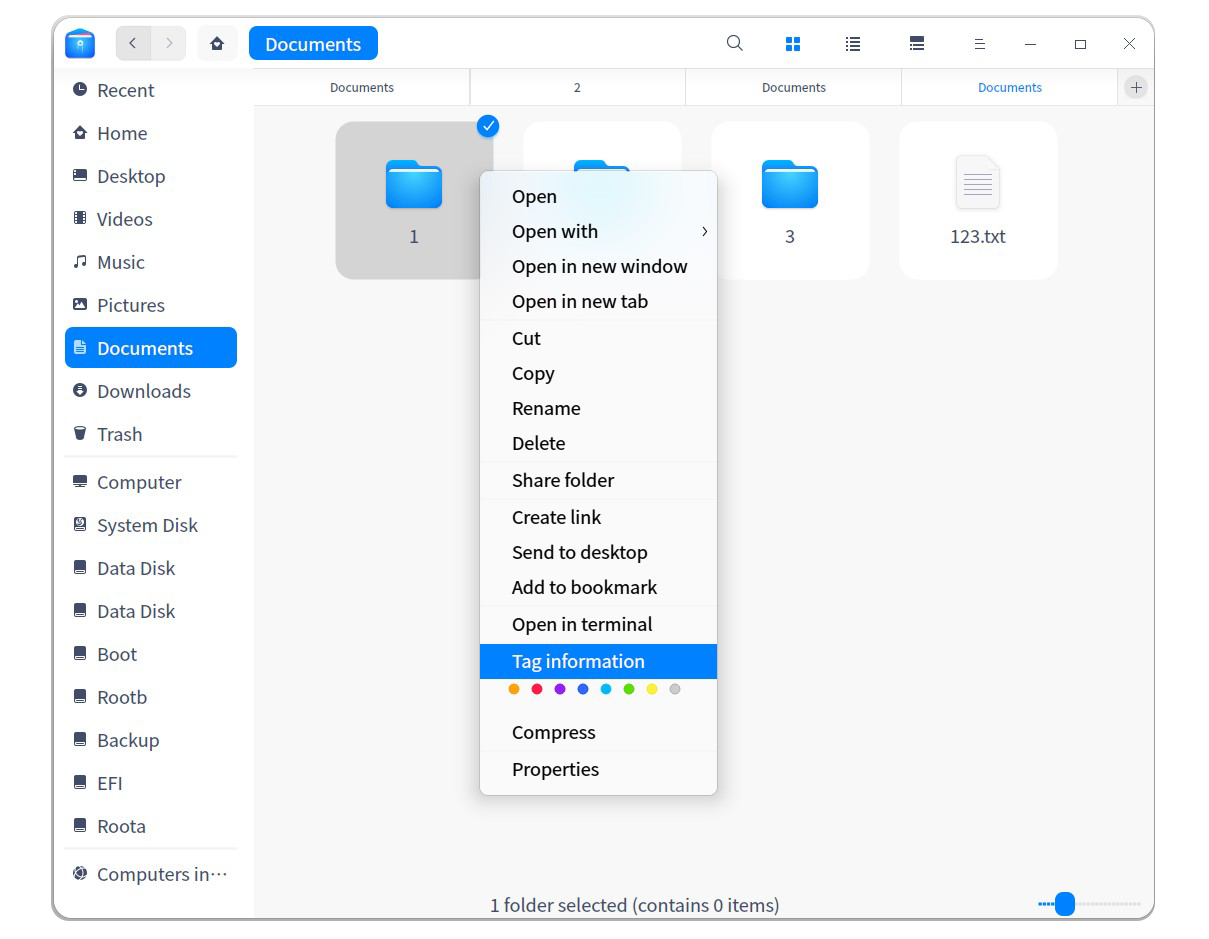 Documents
Documents
2
Documents
Documents
Recent
Home
Desktop
Videos
Music
Pictures
Documents
Downloads
Trash
Computer
System Disk
Data Disk
Data Disk
Boot
Rootb
Backup
EFI
Roota
Computers in···
1
3
123.txt
Open
Open with
Open in new window
Open in new tab
Cut
Copy
Rename
Delete
Share folder
Create link
Send to desktop
Add to bookmark
Open in terminal
Tag information
Compress
Properties
1 folder selected (contains 0 items)